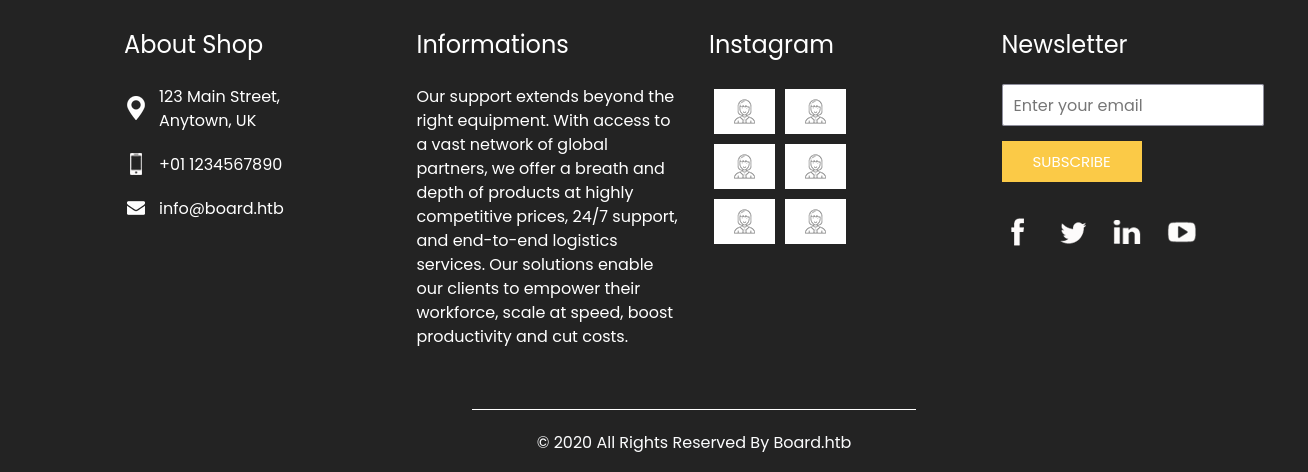 About Shop
123 Main Street,
Anytown, UK
+01 1234567890
info@board.htb
Informations
Our support extends beyond the
right equipment. With access to
a vast network of global
partners, we offer a breath and
depth of products at highly
competitive prices, 24/7 support,
and end-to-end logistics
services. Our solutions enable
our clients to empower their
workforce, scale at speed, boost
productivity and cut costs.
Instagram
Newsletter
Enter your email
SUBSCRIBE
© 2020 All Rights Reserved By Board.htb